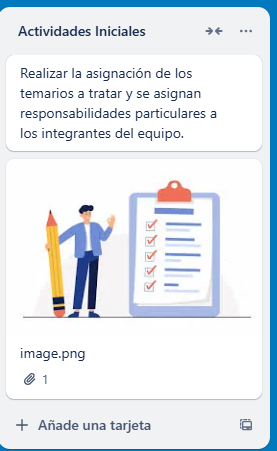 Actividades Iniciales
Realizar la asignación de los
temarios a tratar y se asignan
responsabilidades particulares a
los integrantes del equipo.
image.png
1
Añade una tarjeta